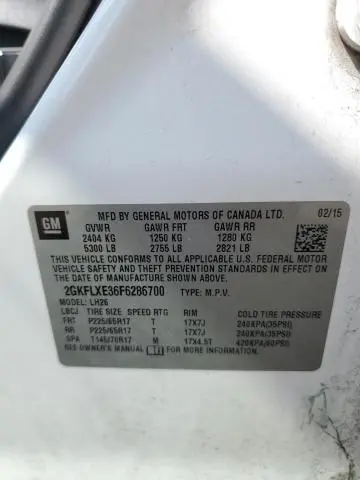 GM
MFD BY GENERAL MOTORS OF CANADA LTD. 02/15
GVWR GAWR FRT GAWR RR
2404 KG 1250 KG 1280 KG
5300 LB 2755 LB 2821 LB
THIS VEHICLE CONFORMS TO ALL APPLICABLE U.S. FEDERAL MOTOR VEHICLE SAFETY, BUMPER, AND THEFT PREVENTION STANDARDS IN EFFECT ON THE DATE OF MANUFACTURE SHOWN ABOVE.
2GKFLXE36F6286700 TYPE: M.P.V.
MODEL: LH26
TIRE SIZE SPEED RTG RIM COLD TIRE PRESSURE
FRT P225/65R17 T 17X7J 240KPA(35PSI)
RR P225/65R17 T 17X7J 240KPA(35PSI)
SPA T145/70R17 M 17X4.5T 420KPA(60PSI)
SEE OWNER'S MANUAL FOR ADDITIONAL INFORMATION.